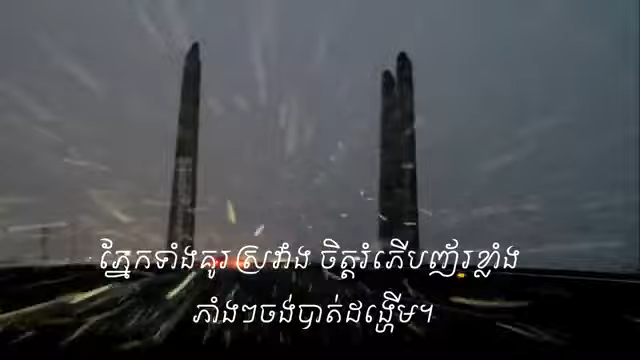 ភ្នែកទាំងគូរស្រវាំង ចិត្តរំភើបញ័រខ្លាំង
ភាំងៗចង់បាត់ដង្ហើម។